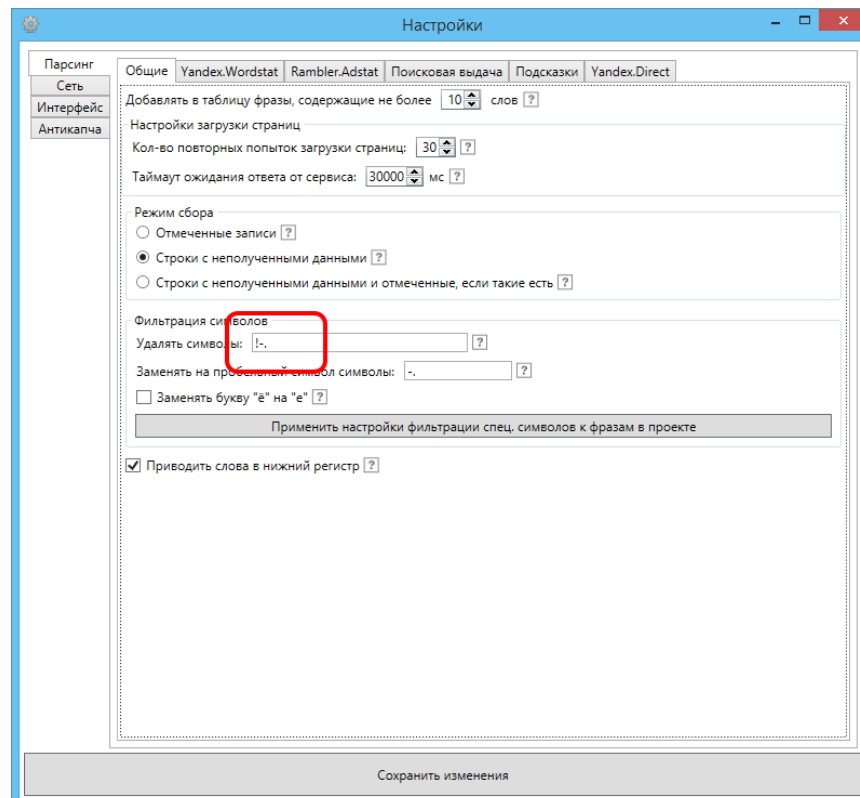 Настройки
Парсинг
Сеть
Интерфейс
Антикапча
Общие Yandex.Wordstat Rambler.Adstat Поисковая выдача Подсказки Yandex.Direct
Добавлять в таблицу фразы, содержащие не более 10 слов ?
Настройки загрузки страниц
Кол-во повторных попыток загрузки страниц: 30 ?
Таймаут ожидания ответа от сервиса: 30000 мс ?
Режим сбора
Отмеченные записи ?
Строки с неполученными данными ?
Строки с неполученными данными и отмеченные, если такие есть ?
Фильтрация символов
Удалять символы: !-. ?
Заменять на пробельный символ символы: -. ?
Заменять букву "ё" на "е" ?
Применить настройки фильтрации спец. символов к фразам в проекте
Приводить слова в нижний регистр ?
Сохранить изменения